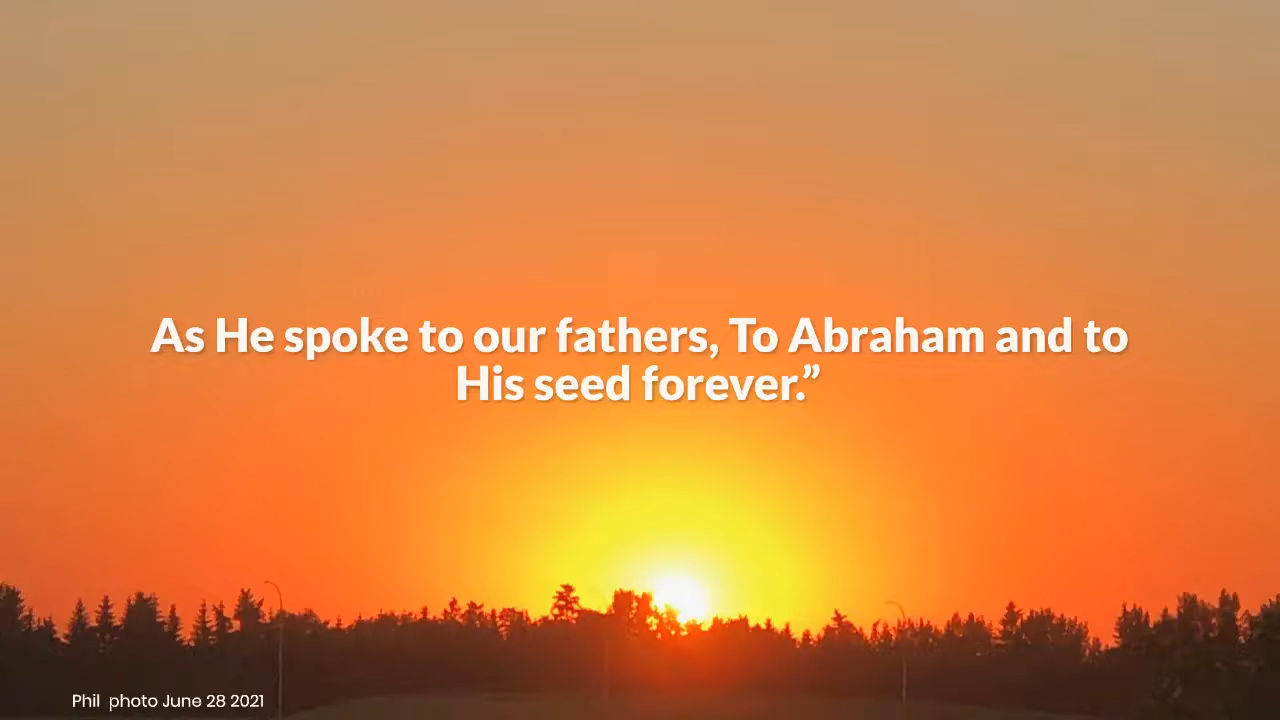 As He spoke to our fathers, To Abraham and to
His seed forever.”
Phil photo June 28 2021